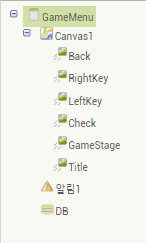 GameMenu
Canvas1
Back
RightKey
LeftKey
Check
GameStage
Title
알림1
DB